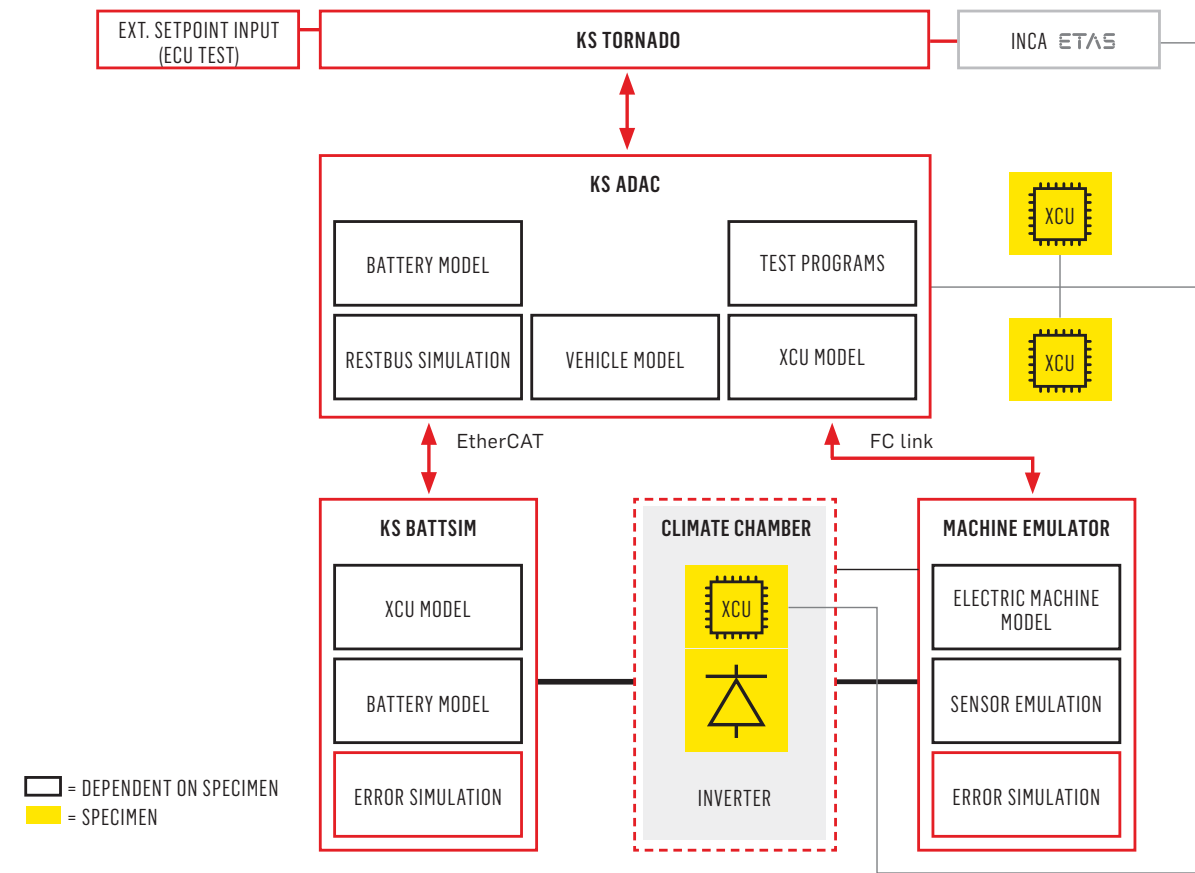 EXT. SETPOINT INPUT
(ECU TEST)
KS TORNADO
INCA ETAS
KS ADAC
BATTERY MODEL
TEST PROGRAMS
RESTBUS SIMULATION
VEHICLE MODEL
XCU MODEL
XCU
XCU
EtherCAT
FC link
KS BATTSIM
XCU MODEL
BATTERY MODEL
ERROR SIMULATION
CLIMATE CHAMBER
XCU
INVERTER
MACHINE EMULATOR
ELECTRIC MACHINE
MODEL
SENSOR EMULATION
ERROR SIMULATION
= DEPENDENT ON SPECIMEN
= SPECIMEN